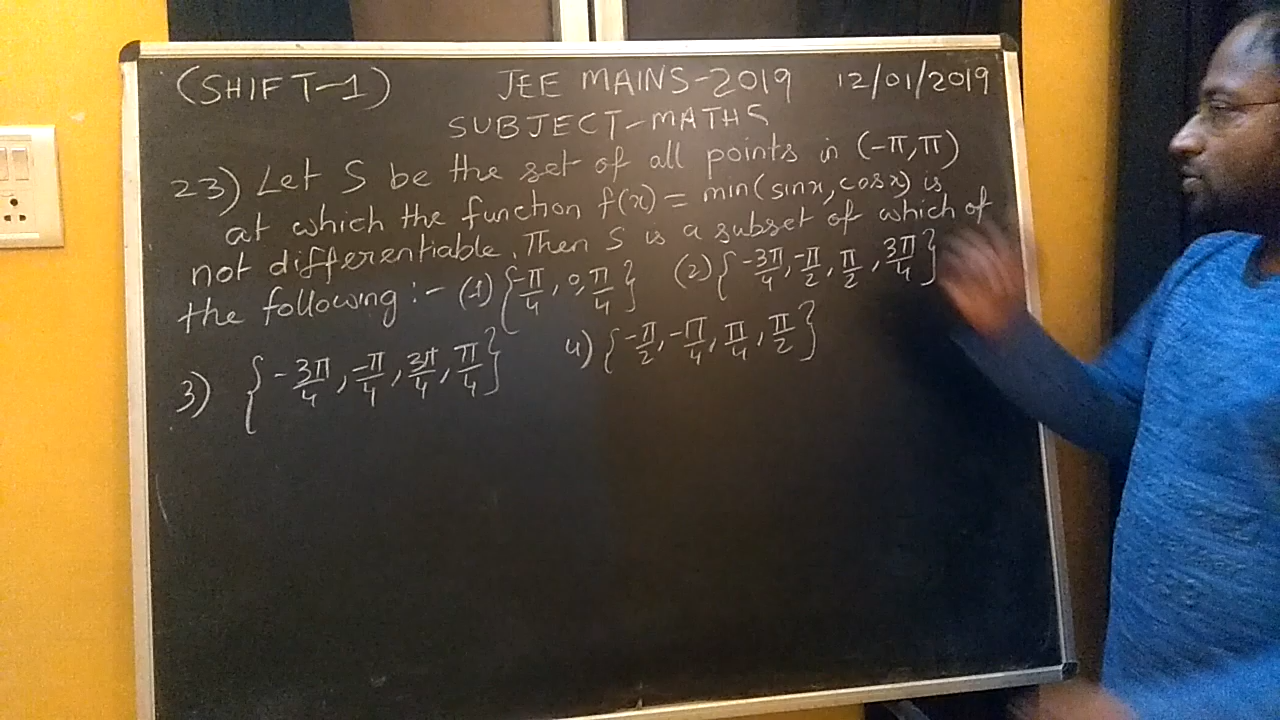 (SHIFT-1) JEE MAINS-2019 12/01/2019
SUBJECT-MATHS
23) Let S be the set of all points in (-π,π)
at which the function f(x) = min(sinx, cosx) is
not differentiable. Then S is a subset of which of
the following :- (1) {-π/4, 0, π/4} (2) {-3π/4, -π/2, π/2, 3π/4}
3) {-3π/4, -π/4, 3π/4, π/4} 4) {-π/2, -π/4, π/4, π/2}